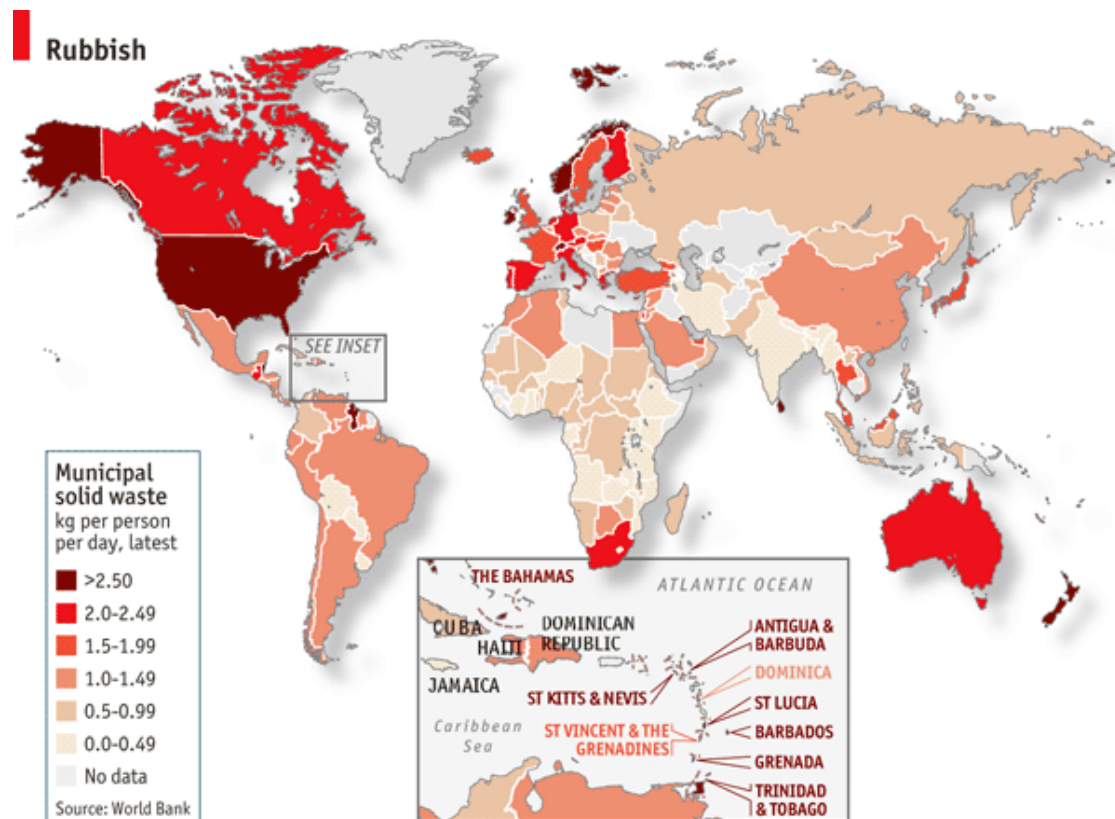 Rubbish
SEE INSET
Municipal
solid waste
kg per person
per day, latest
>2.50
2.0-2.49
1.5-1.99
1.0-1.49
0.5-0.99
0.0-0.49
No data
Source: World Bank
THE BAHAMAS
ATLANTIC OCEAN
CUBA
HAITI
DOMINICAN
REPUBLIC
JAMAICA
ANTIGUA &
BARBUDA
DOMINICA
ST KITTS & NEVIS
ST LUCIA
Caribbean
Sea
ST VINCENT & THE
GRENADINES
BARBADOS
GRENADA
TRINIDAD
& TOBAGO